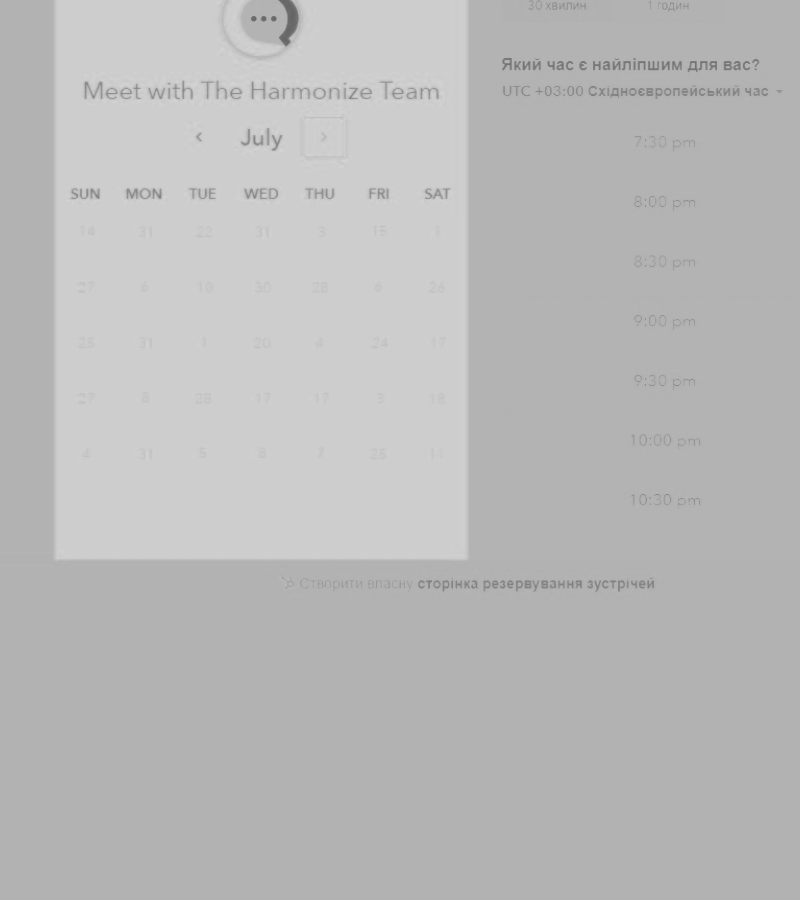 30 хвилин
1 годин
Який час є найліпшим для вас?
UTC +03:00 Східноєвропейський час
Meet with The Harmonize Team
July
SUN MON TUE WED THU FRI SAT
14 31 22 31 3 15 1
27 6 10 30 28 6 26
25 31 1 20 4 24 17
27 8 28 17 17 3 18
4 31 5 6 7 25 11
7:30 pm
8:00 pm
8:30 pm
9:00 pm
9:30 pm
10:00 pm
10:30 pm
Створити власну сторінка резервування зустрічей